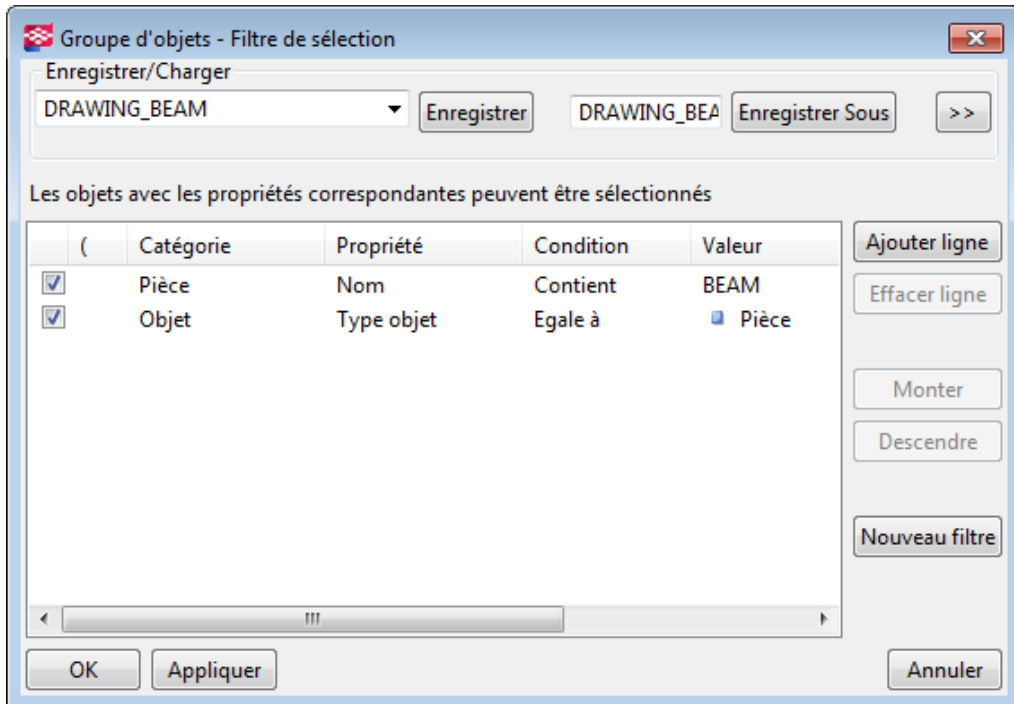 Groupe d'objets - Filtre de sélection
Enregistrer/Charger
DRAWING_BEAM Enregistrer DRAWING_BEA Enregistrer Sous >>
Les objets avec les propriétés correspondantes peuvent être sélectionnés
( Catégorie Propriété Condition Valeur
Pièce Nom Contient BEAM
Objet Type objet Egale à Pièce
Ajouter ligne
Effacer ligne
Monter
Descendre
Nouveau filtre
OK Appliquer Annuler